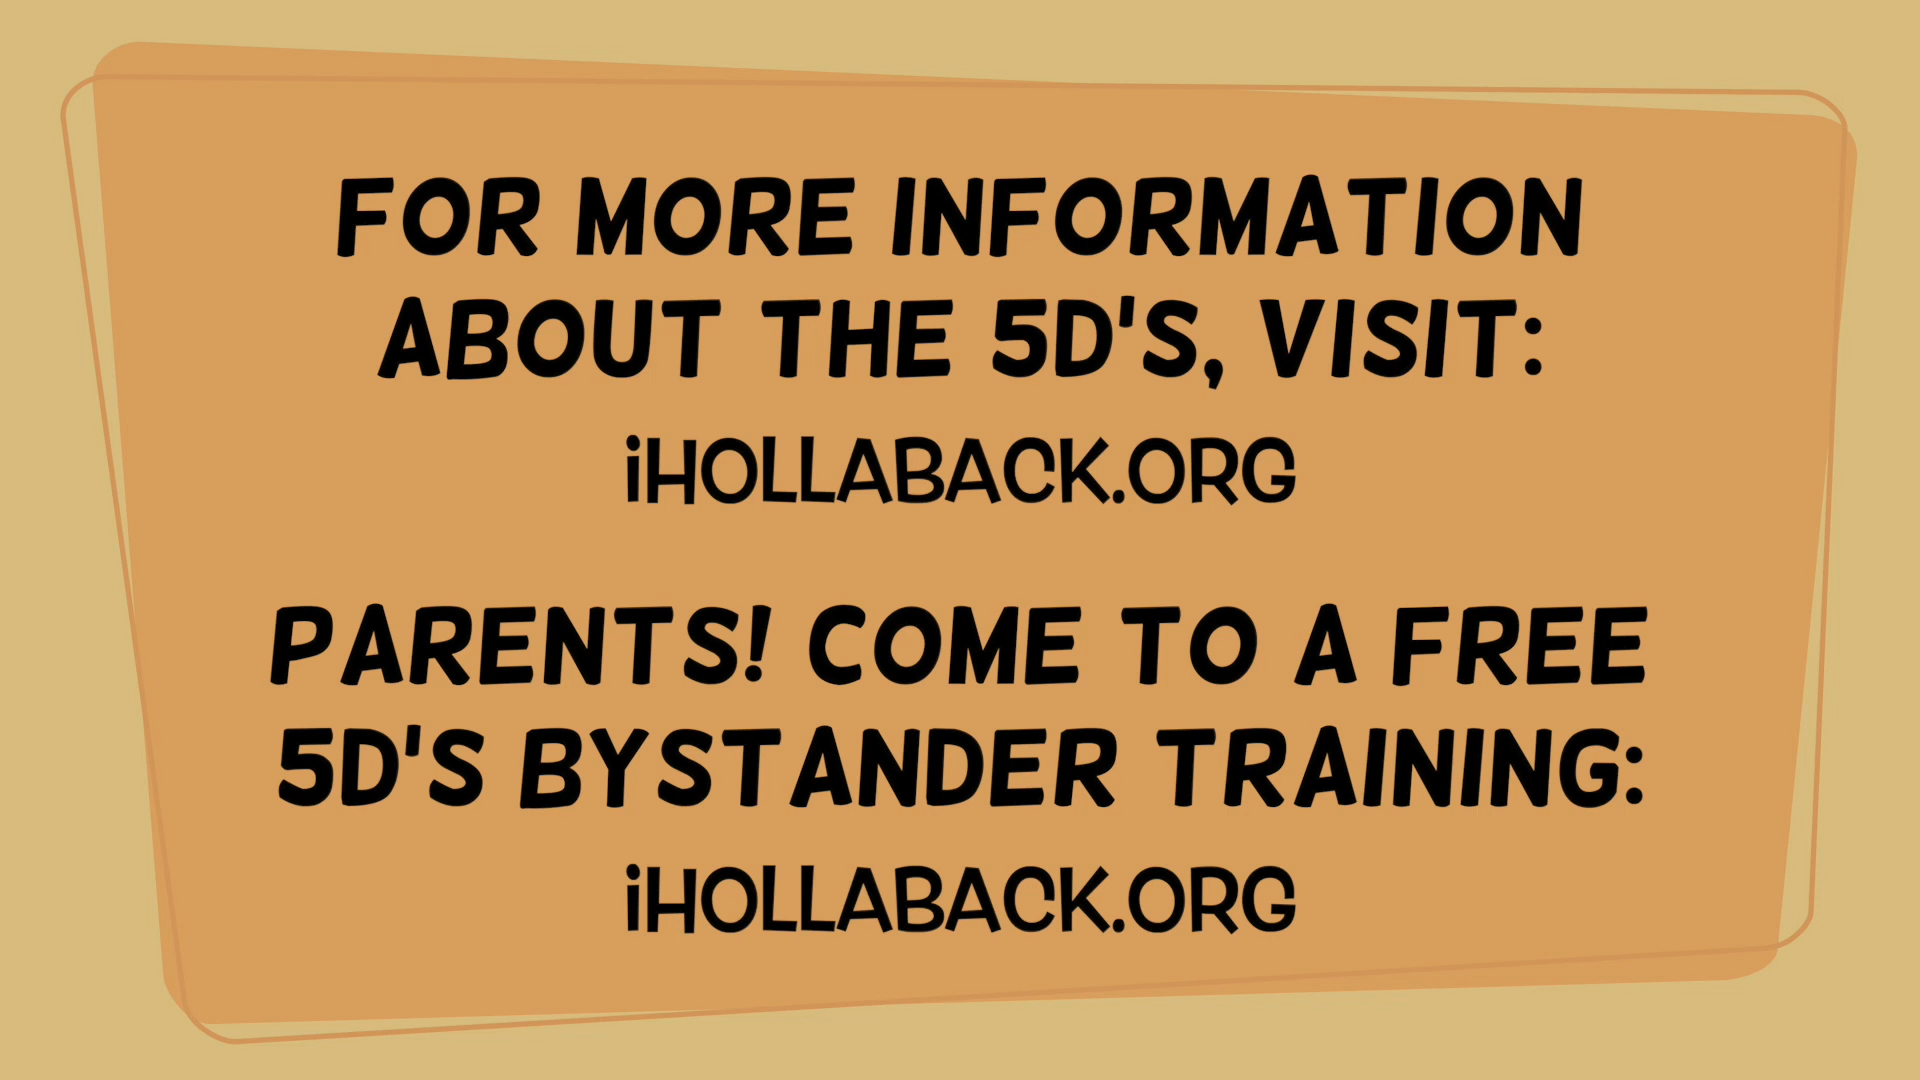 FOR MORE INFORMATION
ABOUT THE 5D'S, VISIT:
iHOLLABACK.ORG
PARENTS! COME TO A FREE
5D'S BYSTANDER TRAINING:
iHOLLABACK.ORG